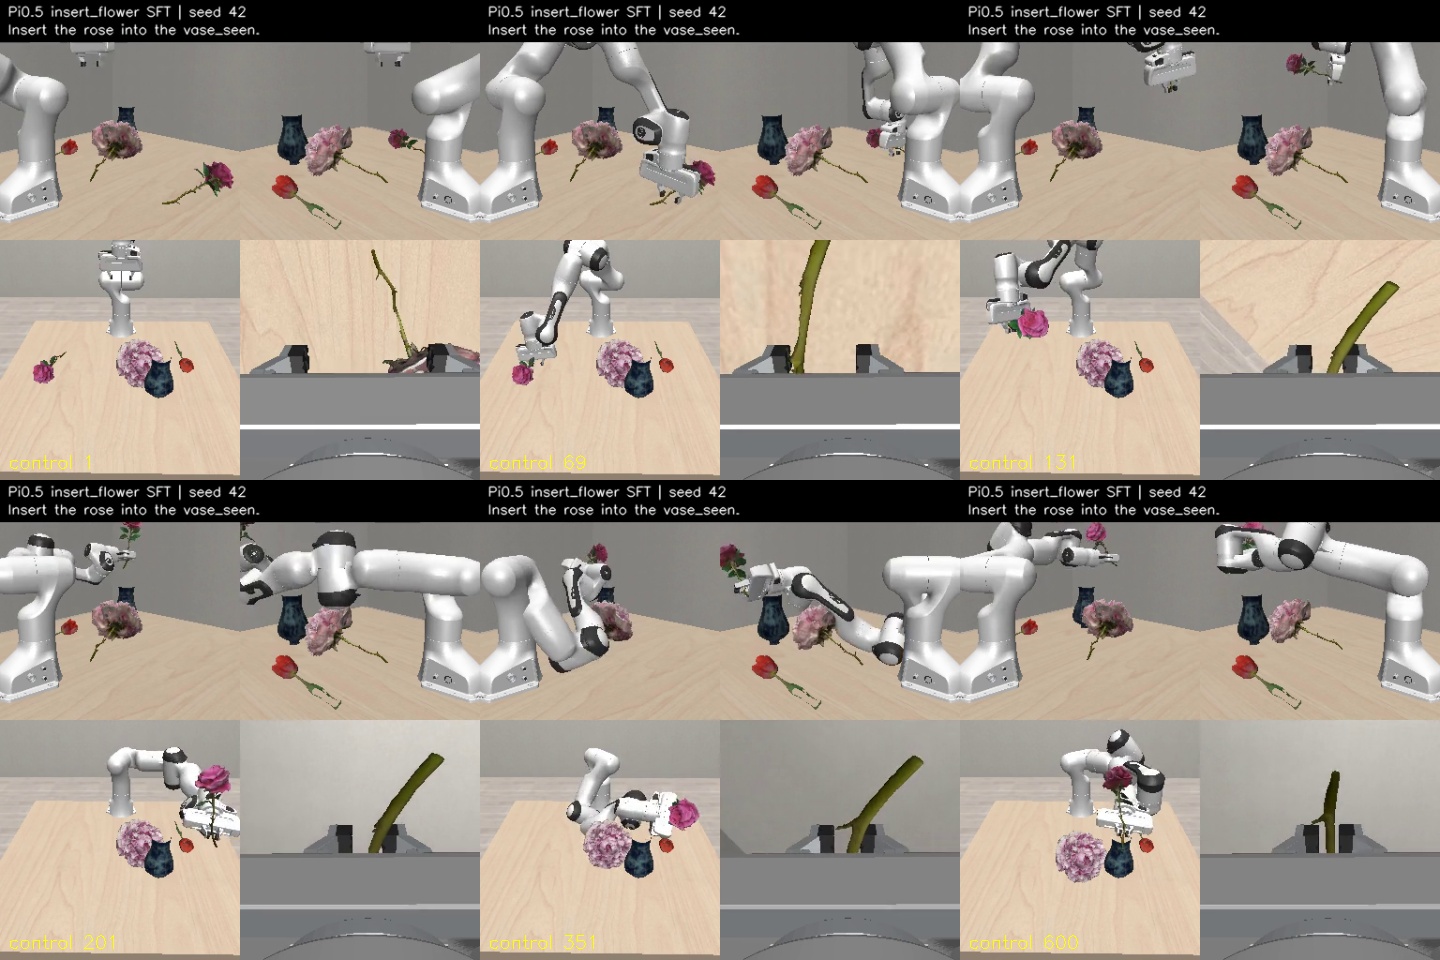 Pi0.5 insert_flower SFT | seed 42
Insert the rose into the vase_seen.
Pi0.5 insert_flower SFT | seed 42
Insert the rose into the vase_seen.
Pi0.5 insert_flower SFT | seed 42
Insert the rose into the vase_seen.
control 1
control 69
control 131
Pi0.5 insert_flower SFT | seed 42
Insert the rose into the vase_seen.
Pi0.5 insert_flower SFT | seed 42
Insert the rose into the vase_seen.
Pi0.5 insert_flower SFT | seed 42
Insert the rose into the vase_seen.
control 201
control 351
control 600